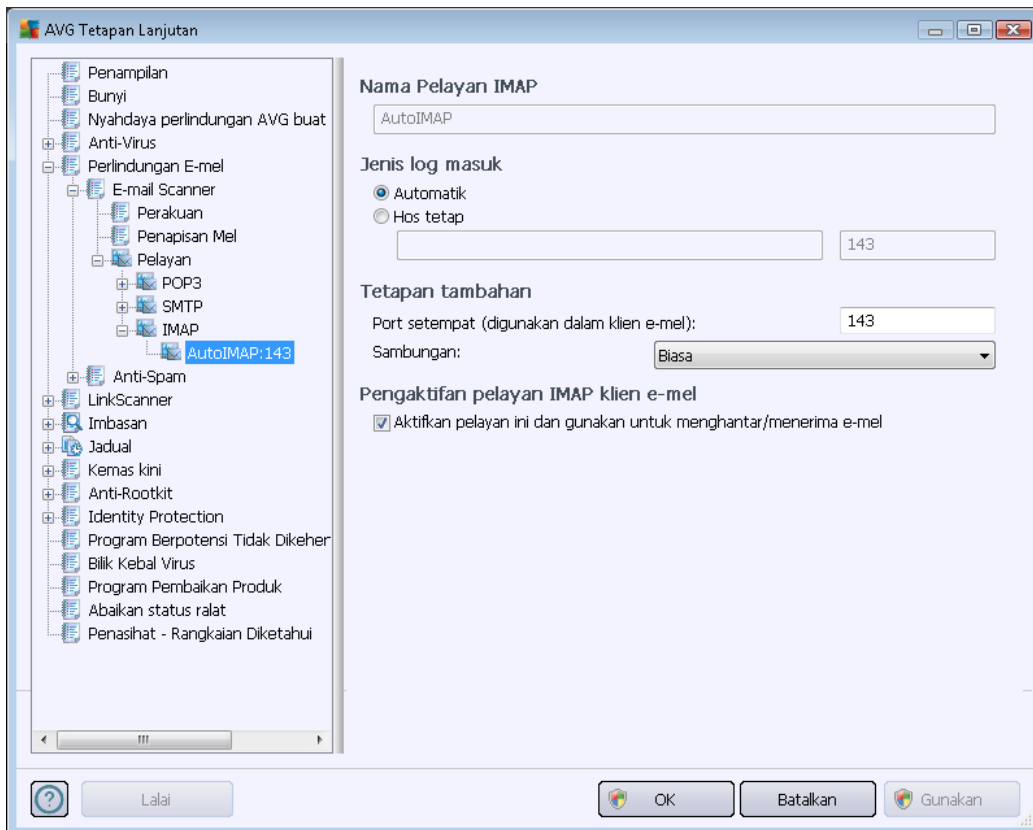 AVG Tetapan Lanjutan
Penampilan
Bunyi
Nyahdaya perlindungan AVG buat
Anti-Virus
Perlindungan E-mel
E-mail Scanner
Perakuan
Penapisan Mel
Pelayan
POP3
SMTP
IMAP
AutoIMAP:143
Anti-Spam
LinkScanner
Imbasan
Jadual
Kemas kini
Anti-Rootkit
Identity Protection
Program Berpotensi Tidak Dikeher
Bilik Kebal Virus
Program Pembaikan Produk
Abaikan status ralat
Penasihat - Rangkaian Diketahui
Nama Pelayan IMAP
AutoIMAP
Jenis log masuk
Automatik
Hos tetap
143
Tetapan tambahan
Port setempat (digunakan dalam klien e-mel): 143
Sambungan: Biasa
Pengaktifan pelayan IMAP klien e-mel
Aktifkan pelayan ini dan gunakan untuk menghantar/menerima e-mel
Lalai OK Batalkan Gunakan